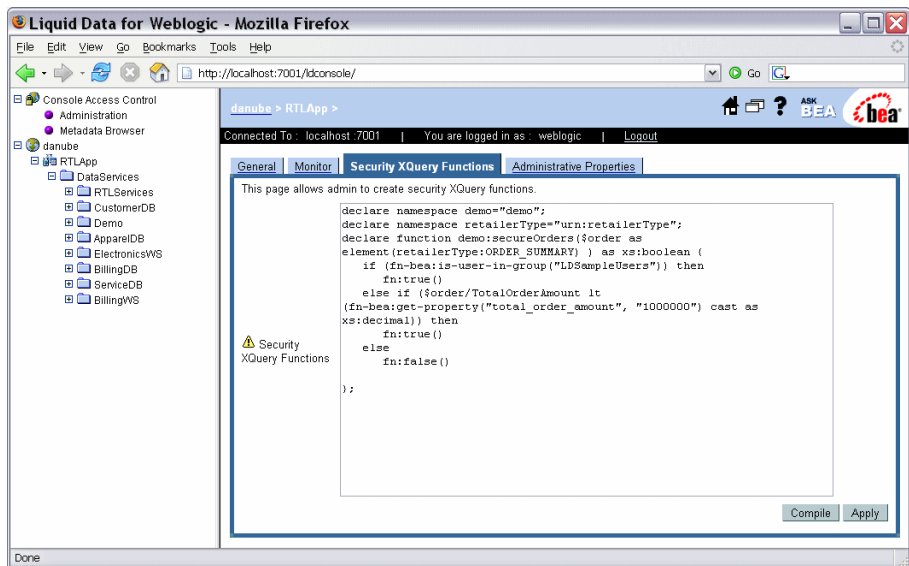 Liquid Data for Weblogic - Mozilla Firefox
File Edit View Go Bookmarks Tools Help
http://localhost:7001/ldconsole/
Go
Console Access Control
Administration
Metadata Browser
danube
RTLApp
DataServices
RTLServices
CustomerDB
Demo
ApparelDB
ElectronicsWS
BillingDB
ServiceDB
BillingWS
danube > RTLApp >
? ASK BEA
bea
Connected To : localhost :7001 | You are logged in as : weblogic | Logout
General Monitor Security XQuery Functions Administrative Properties
This page allows admin to create security XQuery functions.
Security
XQuery Functions
declare namespace demo="demo";
declare namespace retailerType="urn:retailerType";
declare function demo:secureOrders($order as
element(retailerType:ORDER_SUMMARY) ) as xs:boolean {
if (fn-bea:is-user-in-group("LDSampleUsers")) then
fn:true()
else if ($order/TotalOrderAmount lt
(fn-bea:get-property("total_order_amount", "1000000") cast as
xs:decimal)) then
fn:true()
else
fn:false()
};
Compile Apply
Done